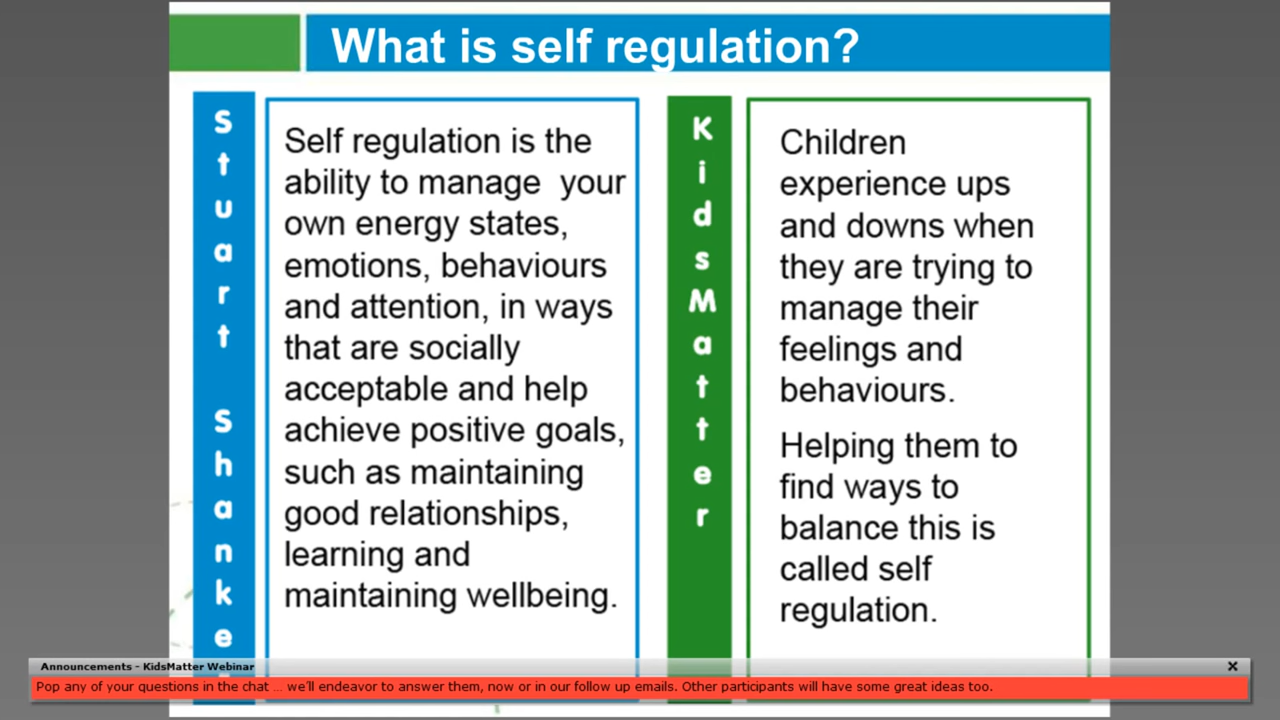 What is self regulation?
Stuart Shanke
Self regulation is the
ability to manage your
own energy states,
emotions, behaviours
and attention, in ways
that are socially
acceptable and help
achieve positive goals,
such as maintaining
good relationships,
learning and
maintaining wellbeing.
KidsMatter
Children
experience ups
and downs when
they are trying to
manage their
feelings and
behaviours.
Helping them to
find ways to
balance this is
called self
regulation.
Announcements - KidsMatter Webinar
Pop any of your questions in the chat ... we'll endeavor to answer them, now or in our follow up emails. Other participants will have some great ideas too.